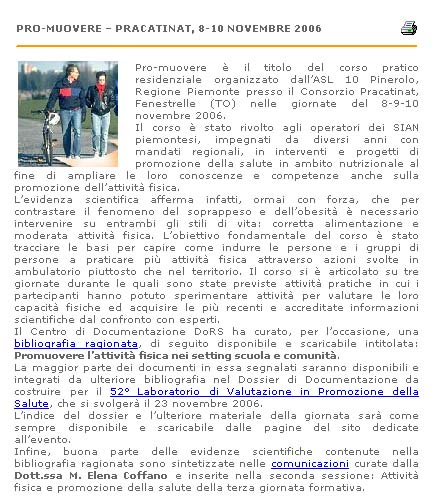 PRO-MUOVERE – PRACATINAT, 8-10 NOVEMBRE 2006
Pro-muovere è il titolo del corso pratico
residenziale organizzato dall'ASL 10 Pinerolo,
Regione Piemonte presso il Consorzio Pracatinat,
Fenestrelle (TO) nelle giornate del 8-9-10
novembre 2006.
Il corso è stato rivolto agli operatori dei SIAN
piemontesi, impegnati da diversi anni con
mandati regionali, in interventi e progetti di
promozione della salute in ambito nutrizionale al
fine di ampliare le loro conoscenze e competenze anche sulla
promozione dell'attività fisica.
L'evidenza scientifica afferma infatti, ormai con forza, che per
contrastare il fenomeno del soprappeso e dell'obesità è necessario
intervenire su entrambi gli stili di vita: corretta alimentazione e
moderata attività fisica. L'obiettivo fondamentale del corso è stato
tracciare le basi per capire come indurre le persone e i gruppi di
persone a praticare più attività fisica attraverso azioni svolte in
ambulatorio piuttosto che nel territorio. Il corso si è articolato su tre
giornate durante le quali sono state previste attività pratiche in cui i
partecipanti hanno potuto sperimentare attività per valutare le loro
capacità fisiche ed acquisire le più recenti e accreditate informazioni
scientifiche dal confronto con esperti.
Il Centro di Documentazione DoRS ha curato, per l'occasione, una
bibliografia ragionata, di seguito disponibile e scaricabile intitolata:
Promuovere l'attività fisica nei setting scuola e comunità.
La maggior parte dei documenti in essa segnalati saranno disponibili e
integrati da ulteriore bibliografia nel Dossier di Documentazione da
costruire per il 52° Laboratorio di Valutazione in Promozione della
Salute, che si svolgerà il 23 novembre 2006.
L'indice del dossier e l'ulteriore materiale della giornata sarà come
sempre disponibile e scaricabile dalle pagine del sito dedicate
all'evento.
Infine, buona parte delle evidenze scientifiche contenute nella
bibliografia ragionata sono sintetizzate nelle comunicazioni curate dalla
Dott.ssa M. Elena Coffano e inserite nella seconda sessione: Attività
fisica e promozione della salute della terza giornata formativa.